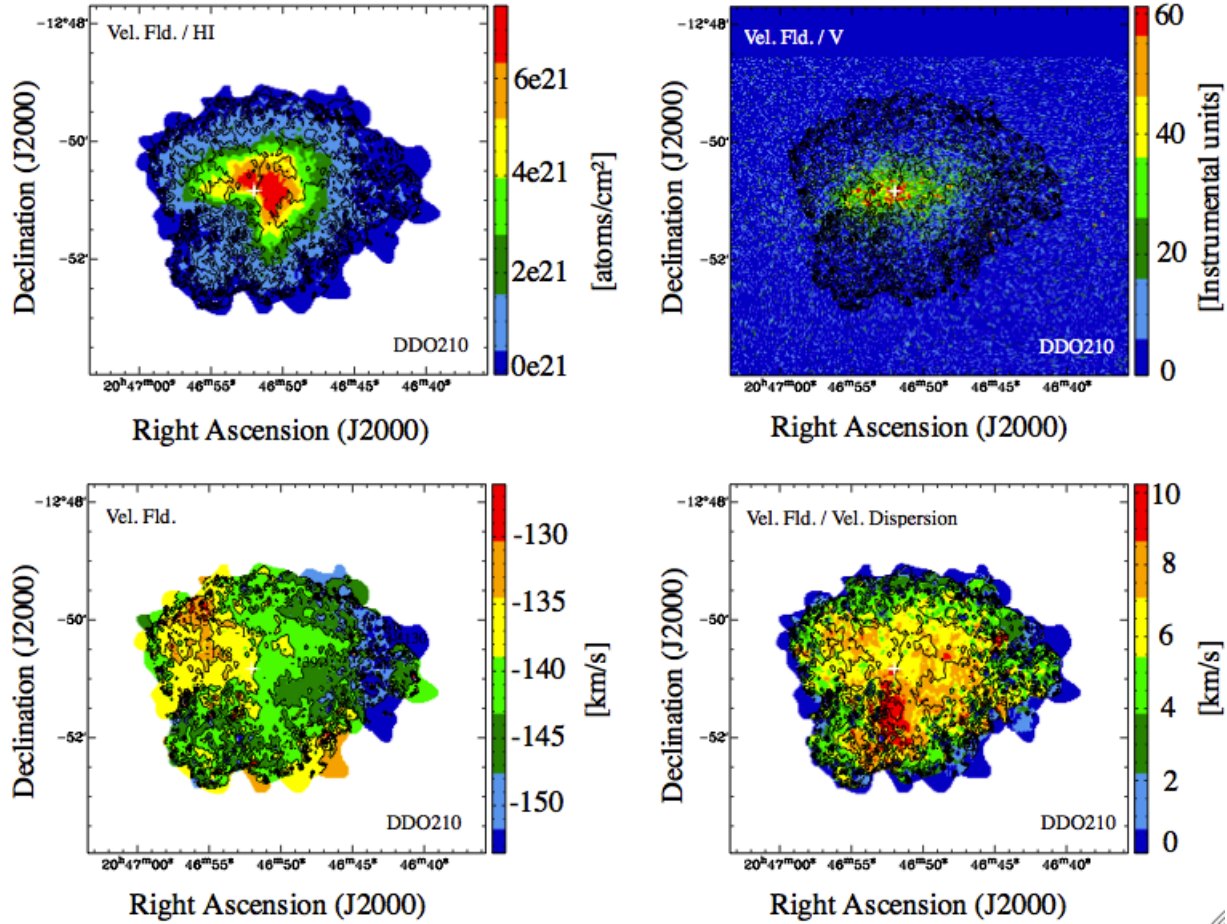 Vel. Fld. / HI
−12°48′
−50′
−52′
Declination (J2000)
DDO210
20ʰ47ᵐ00ˢ 46ᵐ55ˢ 46ᵐ50ˢ 46ᵐ45ˢ 46ᵐ40ˢ
Right Ascension (J2000)
6e21
4e21
2e21
0e21
[atoms/cm²]
Vel. Fld. / V
−12°48′
−50′
−52′
Declination (J2000)
DDO210
20ʰ47ᵐ00ˢ 46ᵐ55ˢ 46ᵐ50ˢ 46ᵐ45ˢ 46ᵐ40ˢ
Right Ascension (J2000)
60
40
20
0
[Instrumental units]
Vel. Fld.
−12°48′
−50′
−52′
Declination (J2000)
DDO210
20ʰ47ᵐ00ˢ 46ᵐ55ˢ 46ᵐ50ˢ 46ᵐ45ˢ 46ᵐ40ˢ
Right Ascension (J2000)
-130
-135
-140
-145
-150
[km/s]
Vel. Fld. / Vel. Dispersion
−12°48′
−50′
−52′
Declination (J2000)
DDO210
20ʰ47ᵐ00ˢ 46ᵐ55ˢ 46ᵐ50ˢ 46ᵐ45ˢ 46ᵐ40ˢ
Right Ascension (J2000)
10
8
6
4
2
0
[km/s]